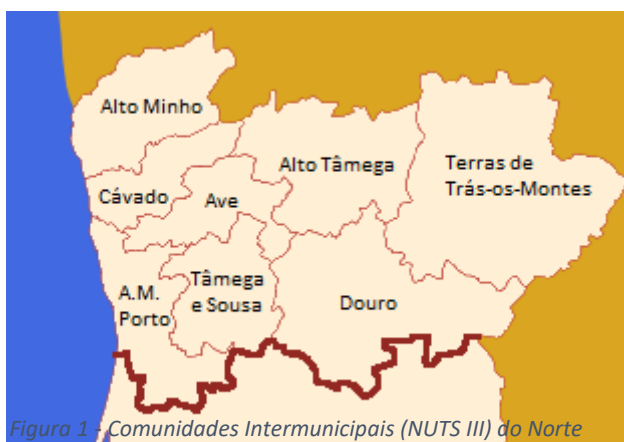 Alto Minho
Alto Tâmega
Terras de
Trás-os-Montes
Cávado
Ave
A.M.
Porto
Tâmega
e Sousa
Douro
Figura 1 - Comunidades Intermunicipais (NUTS III) do Norte